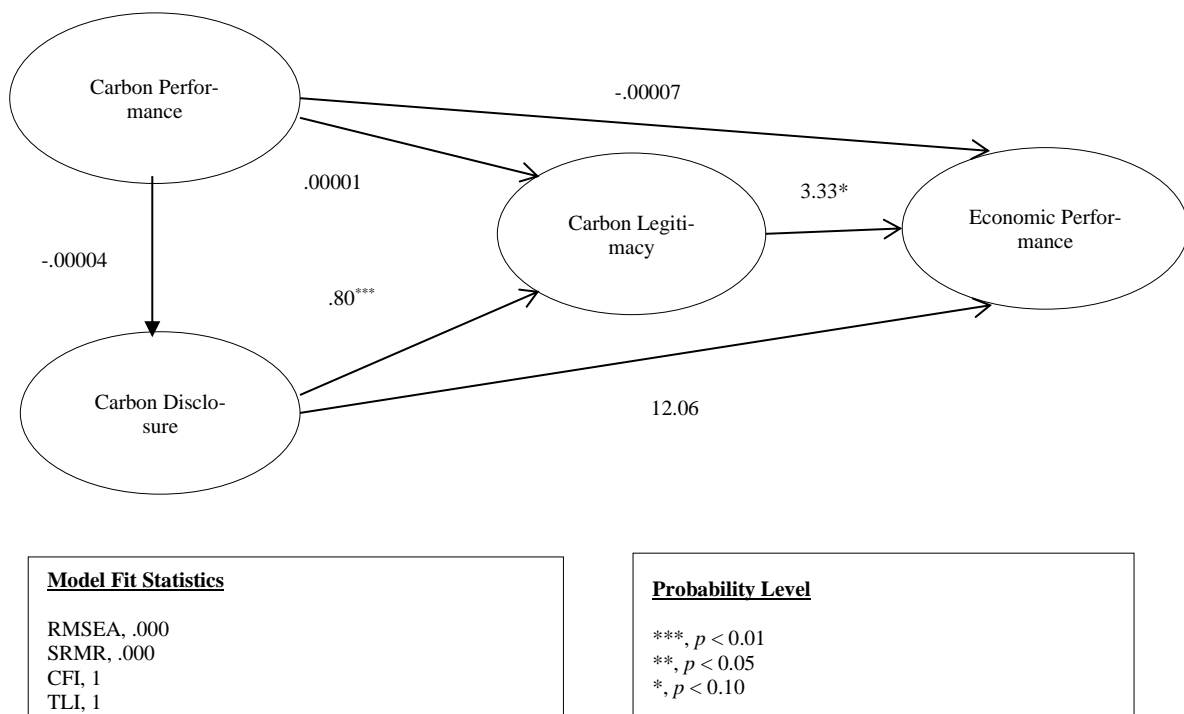 Carbon Perfor-
mance
-.00007
.00001
3.33*
Carbon Legiti-
macy
Economic Perfor-
mance
-.00004
.80***
Carbon Disclo-
sure
12.06
Model Fit Statistics
RMSEA, .000
SRMR, .000
CFI, 1
TLI, 1
Probability Level
***, p < 0.01
**, p < 0.05
*, p < 0.10